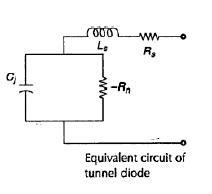 Ls
Rs
Cj
-Rn
Equivalent circuit of
tunnel diode